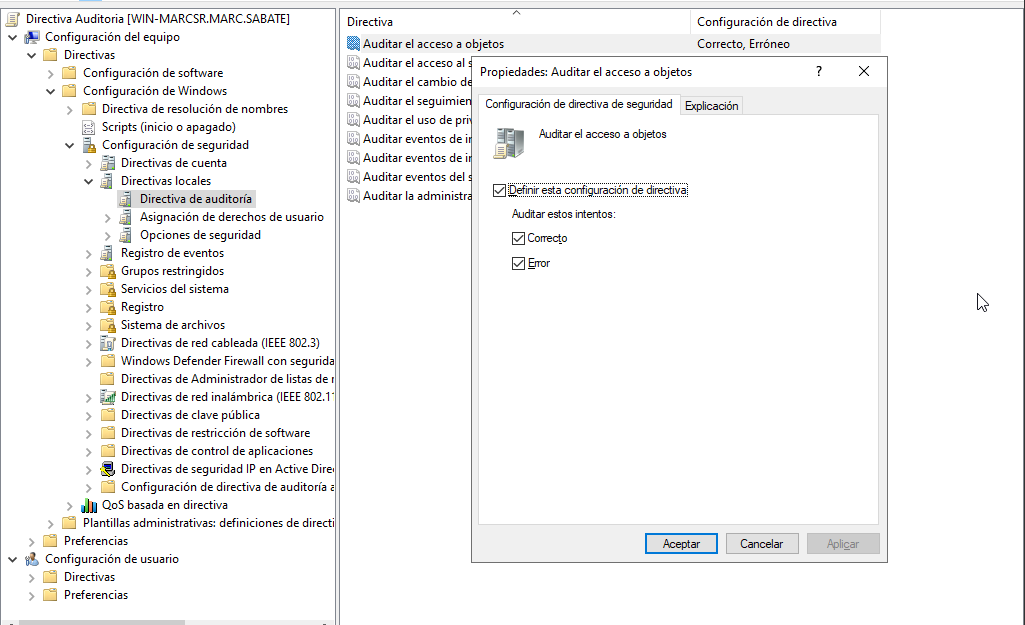 Directiva Auditoria [WIN-MARCSR.MARC.SABATE]
Configuración del equipo
Directivas
Configuración de software
Configuración de Windows
Directiva de resolución de nombres
Scripts (inicio o apagado)
Configuración de seguridad
Directivas de cuenta
Directivas locales
Directiva de auditoría
Asignación de derechos de usuario
Opciones de seguridad
Registro de eventos
Grupos restringidos
Servicios del sistema
Registro
Sistema de archivos
Directivas de red cableada (IEEE 802.3)
Windows Defender Firewall con segurida
Directivas de Administrador de listas de r
Directivas de red inalámbrica (IEEE 802.11
Directivas de clave pública
Directivas de restricción de software
Directivas de control de aplicaciones
Directivas de seguridad IP en Active Dire
Configuración de directiva de auditoría a
QoS basada en directiva
Plantillas administrativas: definiciones de directi
Preferencias
Configuración de usuario
Directivas
Preferencias
Directiva Configuración de directiva
Auditar el acceso a objetos Correcto, Erróneo
Auditar el acceso al s
Auditar el cambio de
Auditar el seguimien
Auditar el uso de priv
Auditar eventos de in
Auditar eventos de in
Auditar eventos del s
Auditar la administra
Propiedades: Auditar el acceso a objetos ?
Configuración de directiva de seguridad Explicación
Auditar el acceso a objetos
Definir esta configuración de directiva
Auditar estos intentos:
Correcto
Error
Aceptar Cancelar Aplicar